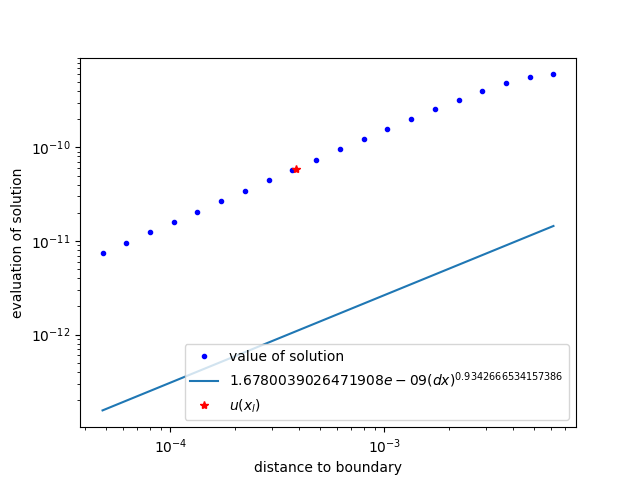 evaluation of solution
10⁻¹⁰
10⁻¹¹
10⁻¹²
value of solution
1.6780039026471908e − 09(dx)^0.9342666534157386
u(x_l)
10⁻⁴
10⁻³
distance to boundary